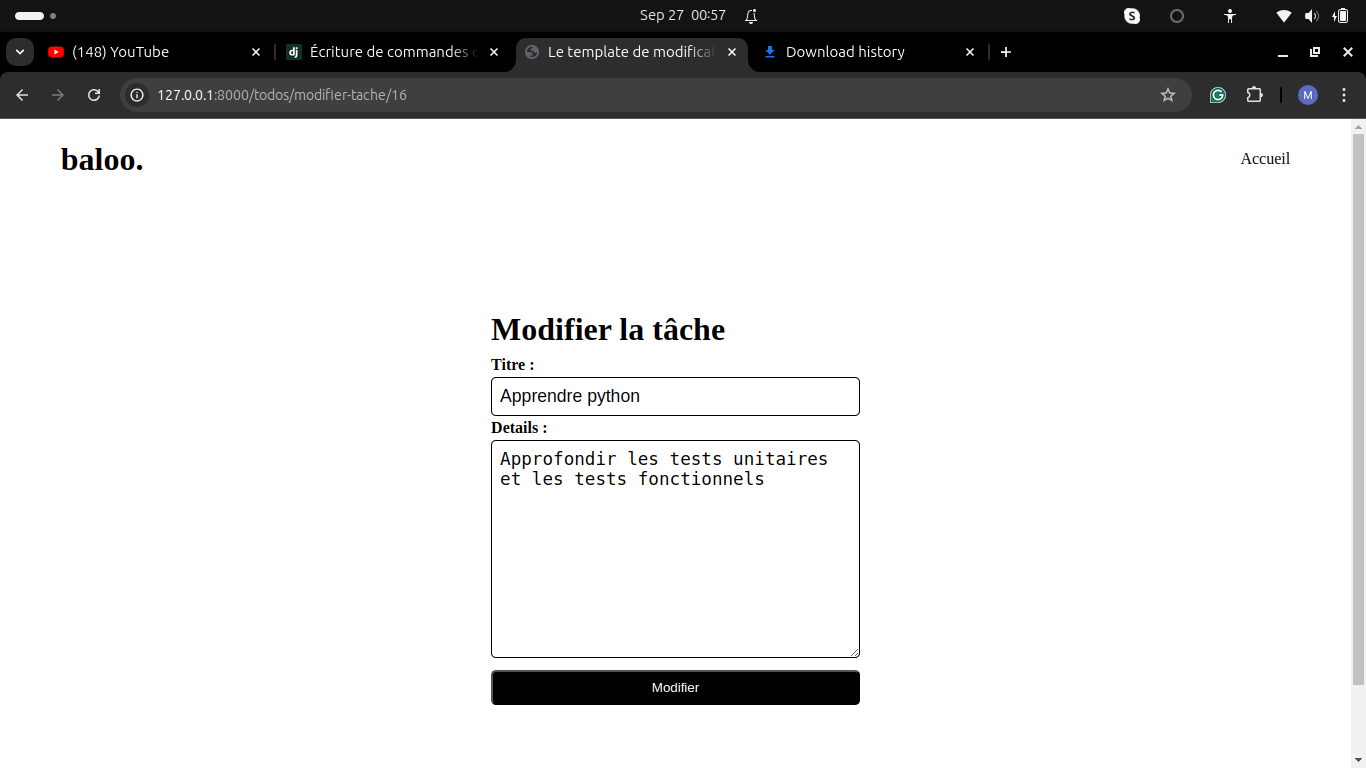 Sep 27 00:57
(148) YouTube
Écriture de commandes
Le template de modifica
Download history
127.0.0.1:8000/todos/modifier-tache/16
M
baloo.
Accueil
Modifier la tâche
Titre :
Apprendre python
Details :
Approfondir les tests unitaires
et les tests fonctionnels
Modifier